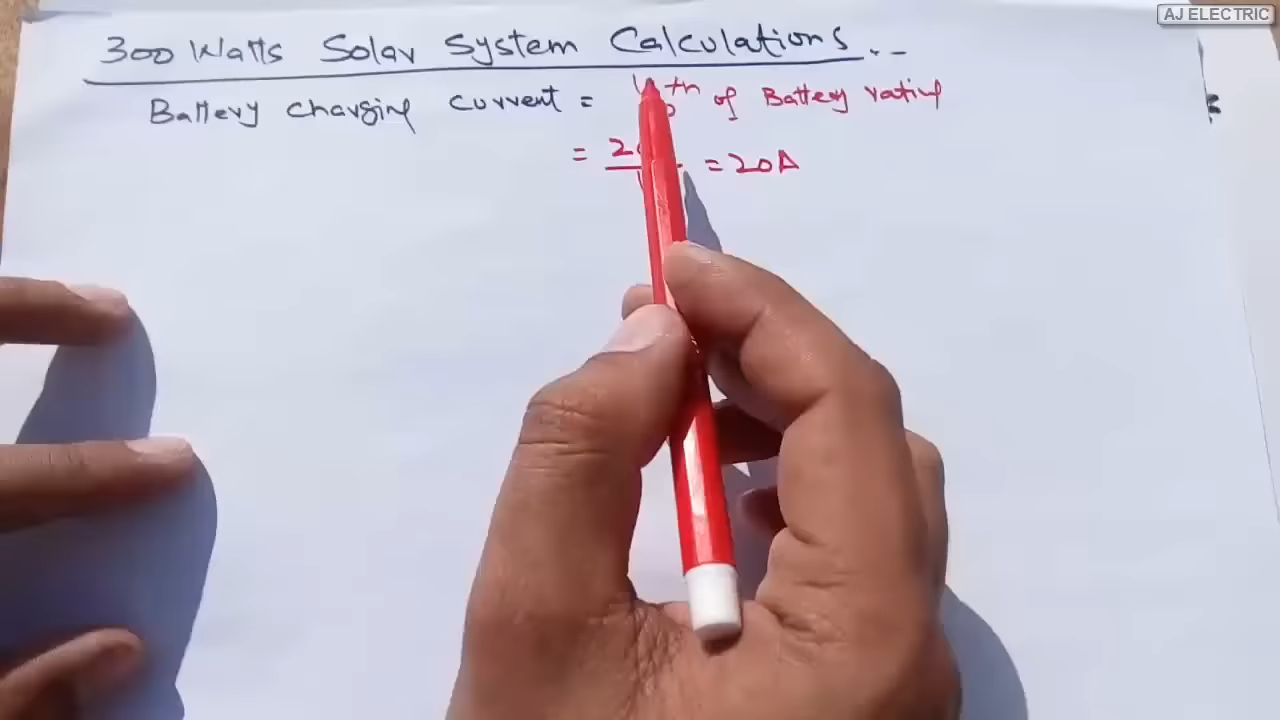 AJ ELECTRIC
300 Watts Solar System Calculations..-
Battery charging current = th of Battery rating
= = 20A